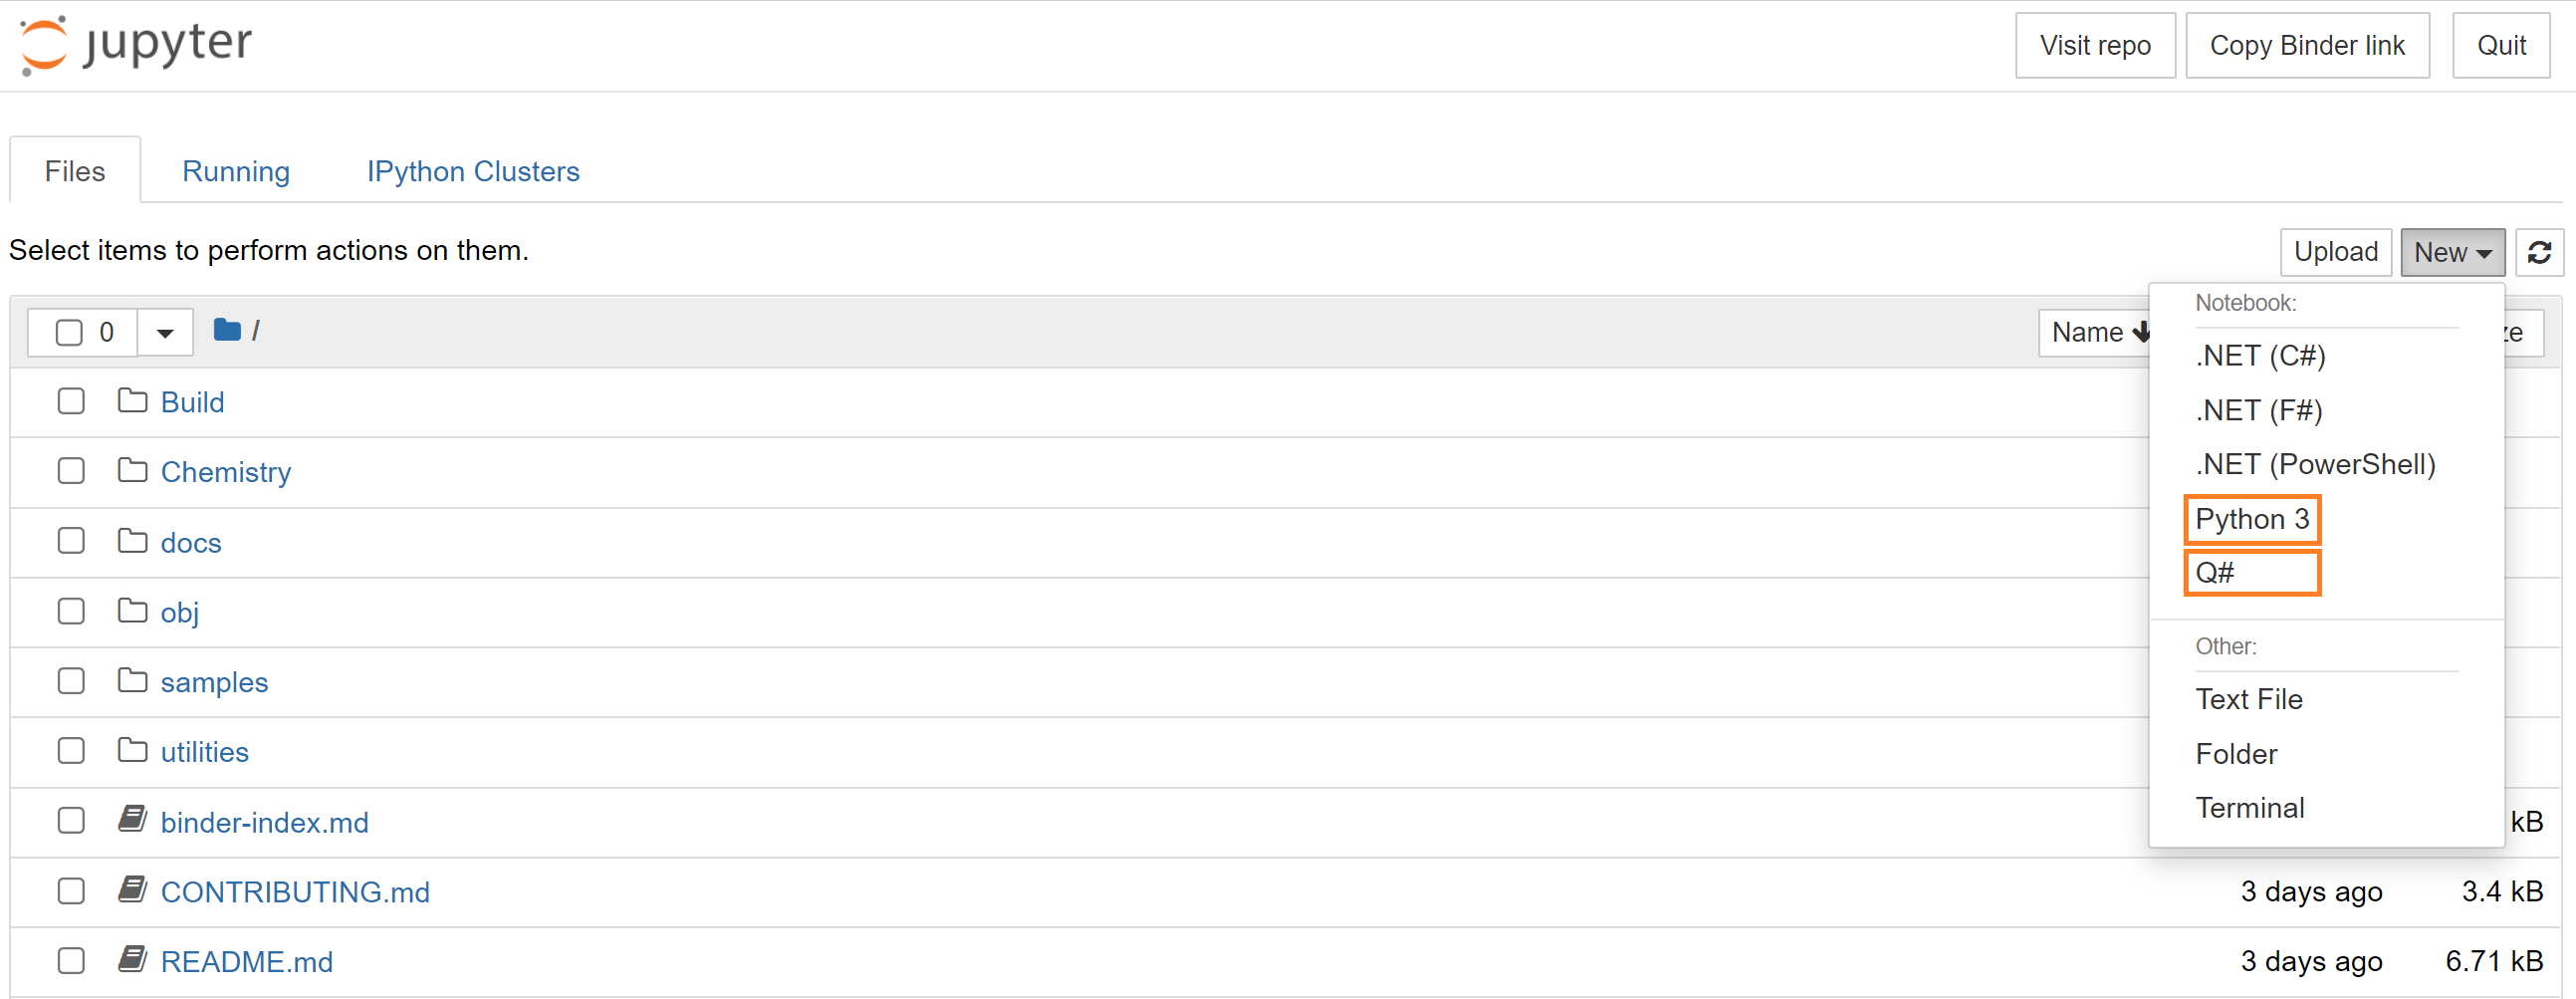 jupyter
Visit repo
Copy Binder link
Quit
Files
Running
IPython Clusters
Select items to perform actions on them.
Upload
New
0
/
Name
ze
Notebook:
.NET (C#)
.NET (F#)
.NET (PowerShell)
Python 3
Q#
Other:
Text File
Folder
Terminal
Build
Chemistry
docs
obj
samples
utilities
binder-index.md
kB
CONTRIBUTING.md
3 days ago
3.4 kB
README.md
3 days ago
6.71 kB